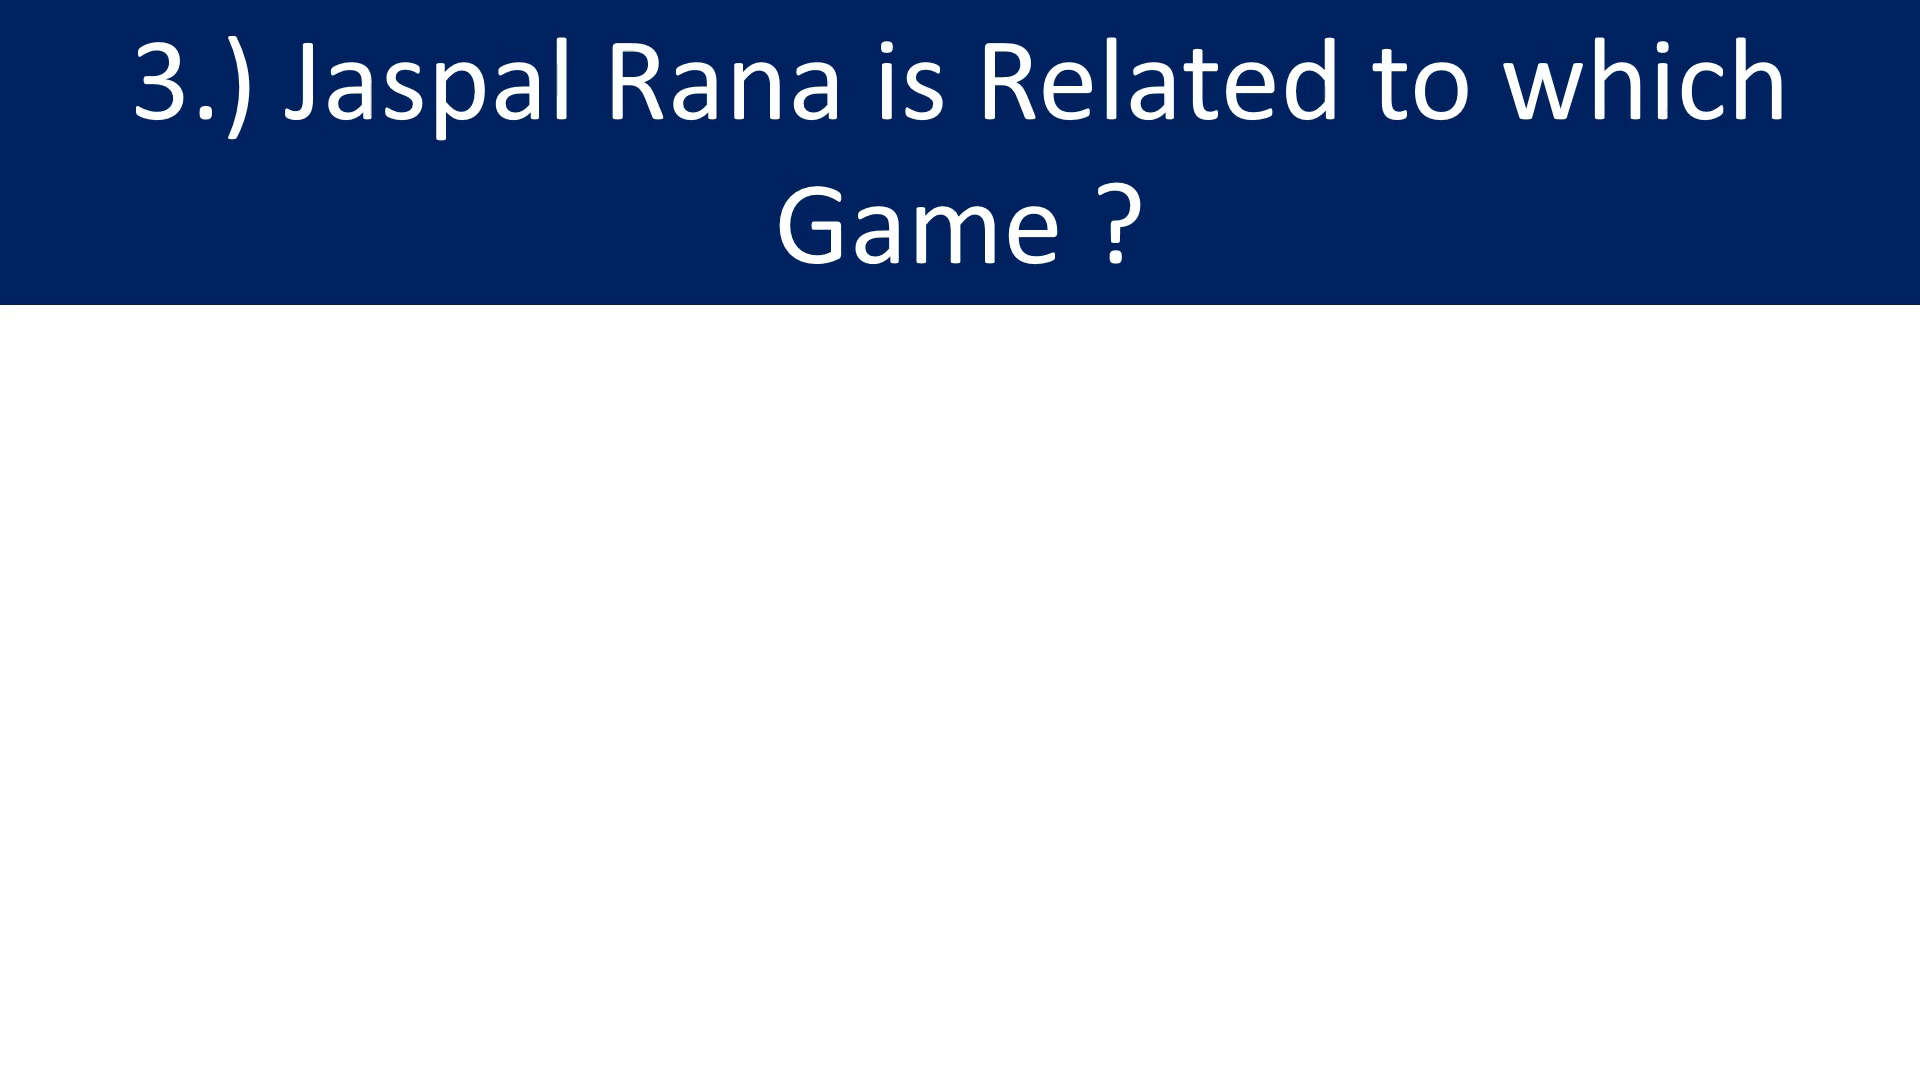 3.) Jaspal Rana is Related to which
Game ?